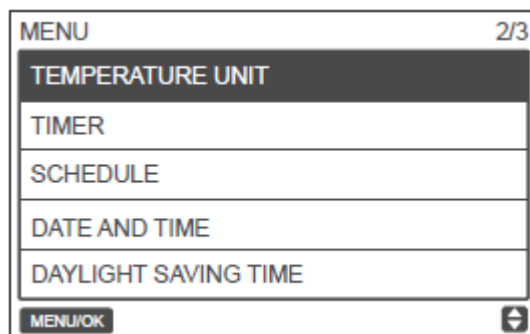 MENU 2/3
TEMPERATURE UNIT
TIMER
SCHEDULE
DATE AND TIME
DAYLIGHT SAVING TIME
MENU/OK